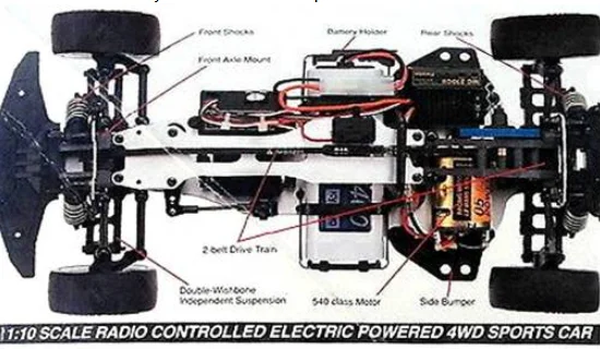 Front Shocks
Battery Holder
Rear Shocks
Front Axle Mount
2-belt Drive Train
Double-Wishbone
Independent Suspension
540 class Motor
Side Bumper
1:10 SCALE RADIO CONTROLLED ELECTRIC POWERED 4WD SPORTS CAR